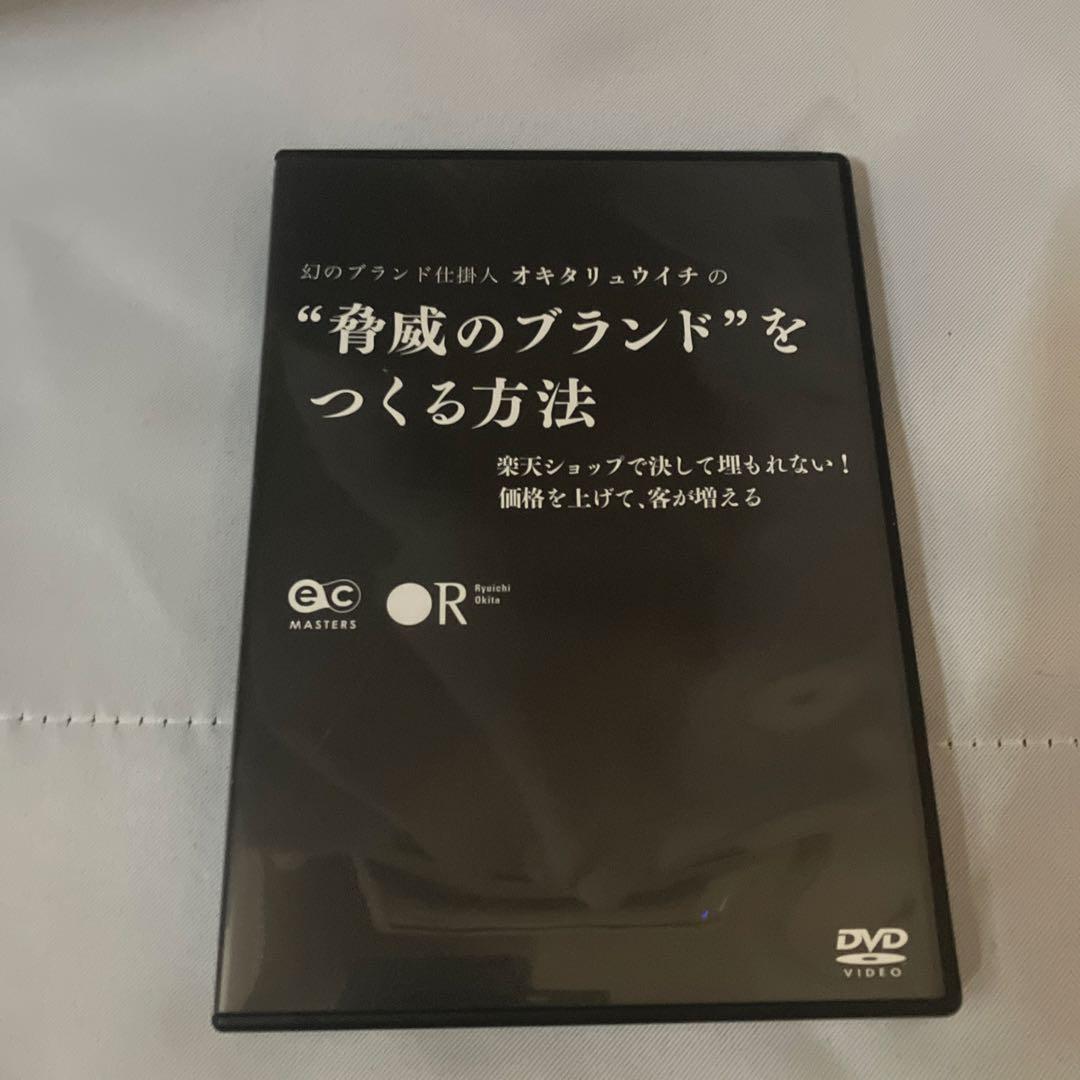 幻のブランド仕掛人 オキタリュウイチの
“脅威のブランド”を
つくる方法
楽天ショップで決して埋もれない！
価格を上げて、客が増える
ec
MASTERS
OR
Ryuichi
Okita
DVD
VIDEO